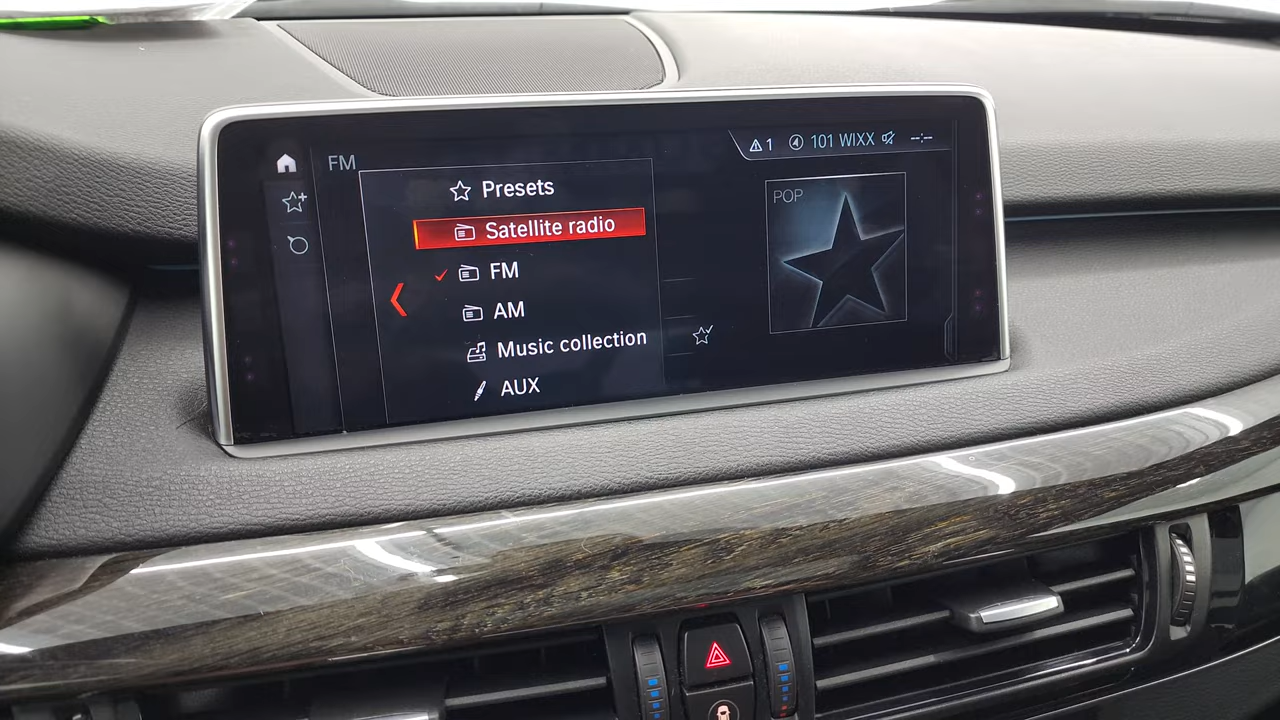 FM
1 101 WIXX --:--
Presets
Satellite radio
FM
AM
Music collection
AUX
POP